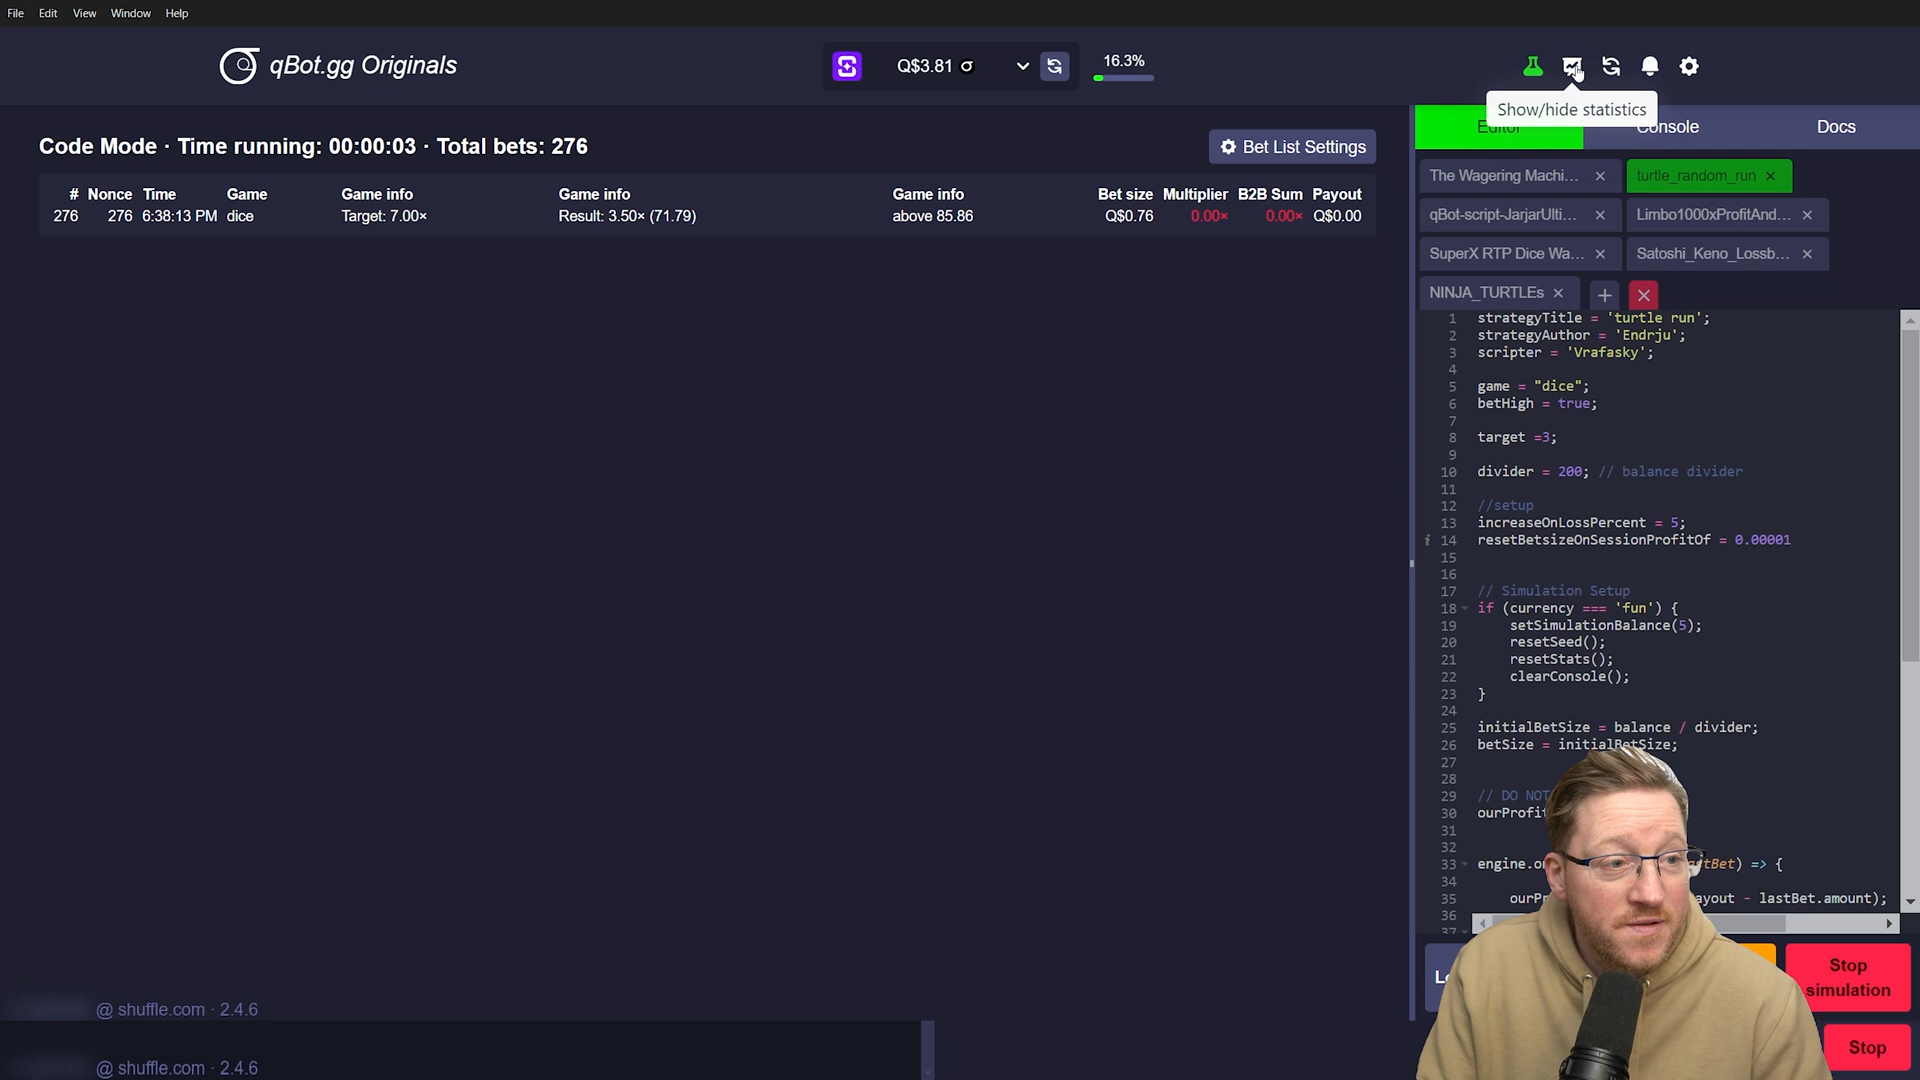 File Edit View Window Help
qBot.gg Originals
Q$3.81
16.3%
Show/hide statistics
Editor Console Docs
Code Mode · Time running: 00:00:03 · Total bets: 276
Bet List Settings
# Nonce Time Game Game info Game info Game info Bet size Multiplier B2B Sum Payout
276 276 6:38:13 PM dice Target: 7.00× Result: 3.50× (71.79) above 85.86 Q$0.76 0.00× 0.00× Q$0.00
The Wagering Machi... × turtle_random_run ×
qBot-script-JarjarUlti... × Limbo1000xProfitAnd... ×
SuperX RTP Dice Wa... × Satoshi_Keno_Lossb... ×
NINJA_TURTLEs × + ×
1 strategyTitle = 'turtle run';
2 strategyAuthor = 'Endrju';
3 scripter = 'Vrafasky';
4
5 game = "dice";
6 betHigh = true;
7
8 target =3;
9
10 divider = 200; // balance divider
11
12 //setup
13 increaseOnLossPercent = 5;
14 resetBetsizeOnSessionProfitOf = 0.00001
15
16
17 // Simulation Setup
18 if (currency === 'fun') {
19 setSimulationBalance(5);
20 resetSeed();
21 resetStats();
22 clearConsole();
23 }
24
25 initialBetSize = balance / divider;
26 betSize = initialBetSize;
27
28
29 // DO NOT
30 ourProfit
31
32
33 engine.on stBet) => {
34
35 ourP ayout - lastBet.amount);
36
37
Stop simulation
Stop
@ shuffle.com · 2.4.6
@ shuffle.com · 2.4.6